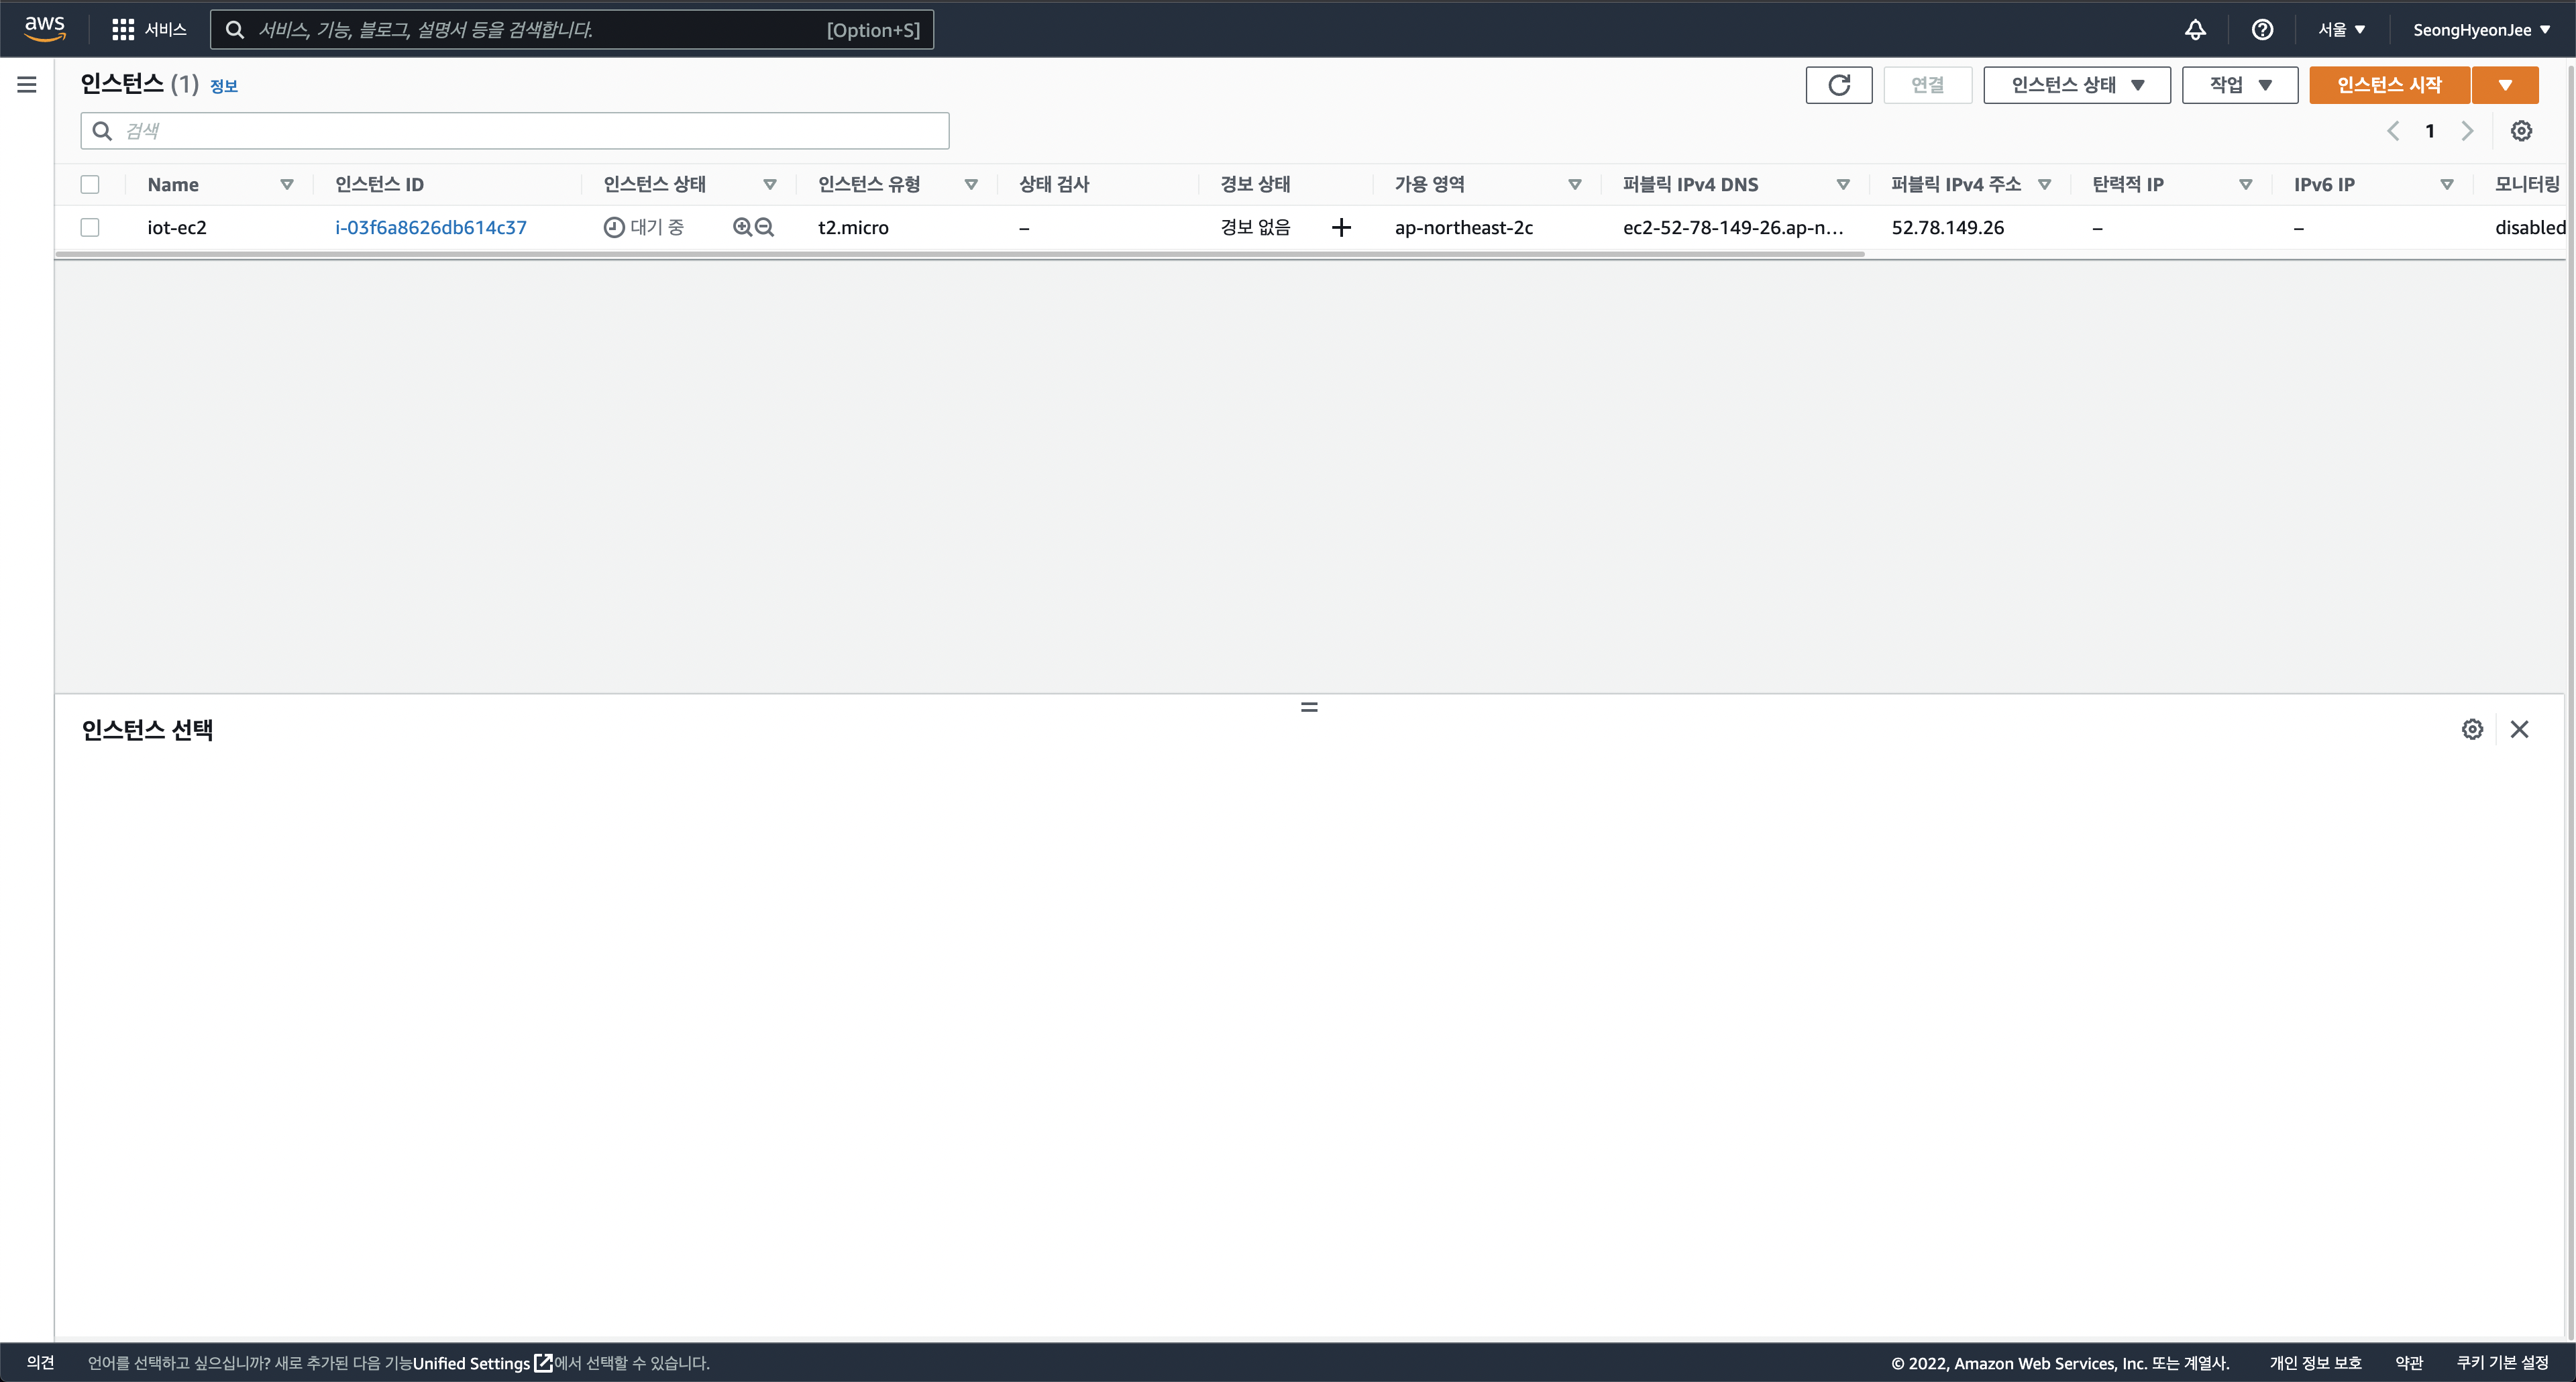 aws 서비스 서비스, 기능, 블로그, 설명서 등을 검색합니다. [Option+S] 서울 ▼ SeongHyeonJee ▼
인스턴스 (1) 정보 연결 인스턴스 상태 ▼ 작업 ▼ 인스턴스 시작 ▼
검색 1
Name 인스턴스 ID 인스턴스 상태 인스턴스 유형 상태 검사 경보 상태 가용 영역 퍼블릭 IPv4 DNS 퍼블릭 IPv4 주소 탄력적 IP IPv6 IP 모니터링
iot-ec2 i-03f6a8626db614c37 대기 중 t2.micro – 경보 없음 + ap-northeast-2c ec2-52-78-149-26.ap-n... 52.78.149.26 – – disabled
인스턴스 선택
의견 언어를 선택하고 싶으십니까? 새로 추가된 다음 기능Unified Settings에서 선택할 수 있습니다. © 2022, Amazon Web Services, Inc. 또는 계열사. 개인 정보 보호 약관 쿠키 기본 설정